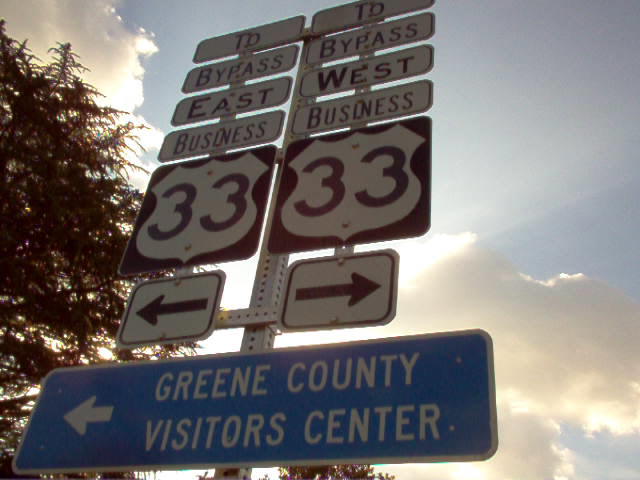 TO
BYPASS
EAST
BUSINESS
33
TO
BYPASS
WEST
BUSINESS
33
GREENE COUNTY
VISITORS CENTER